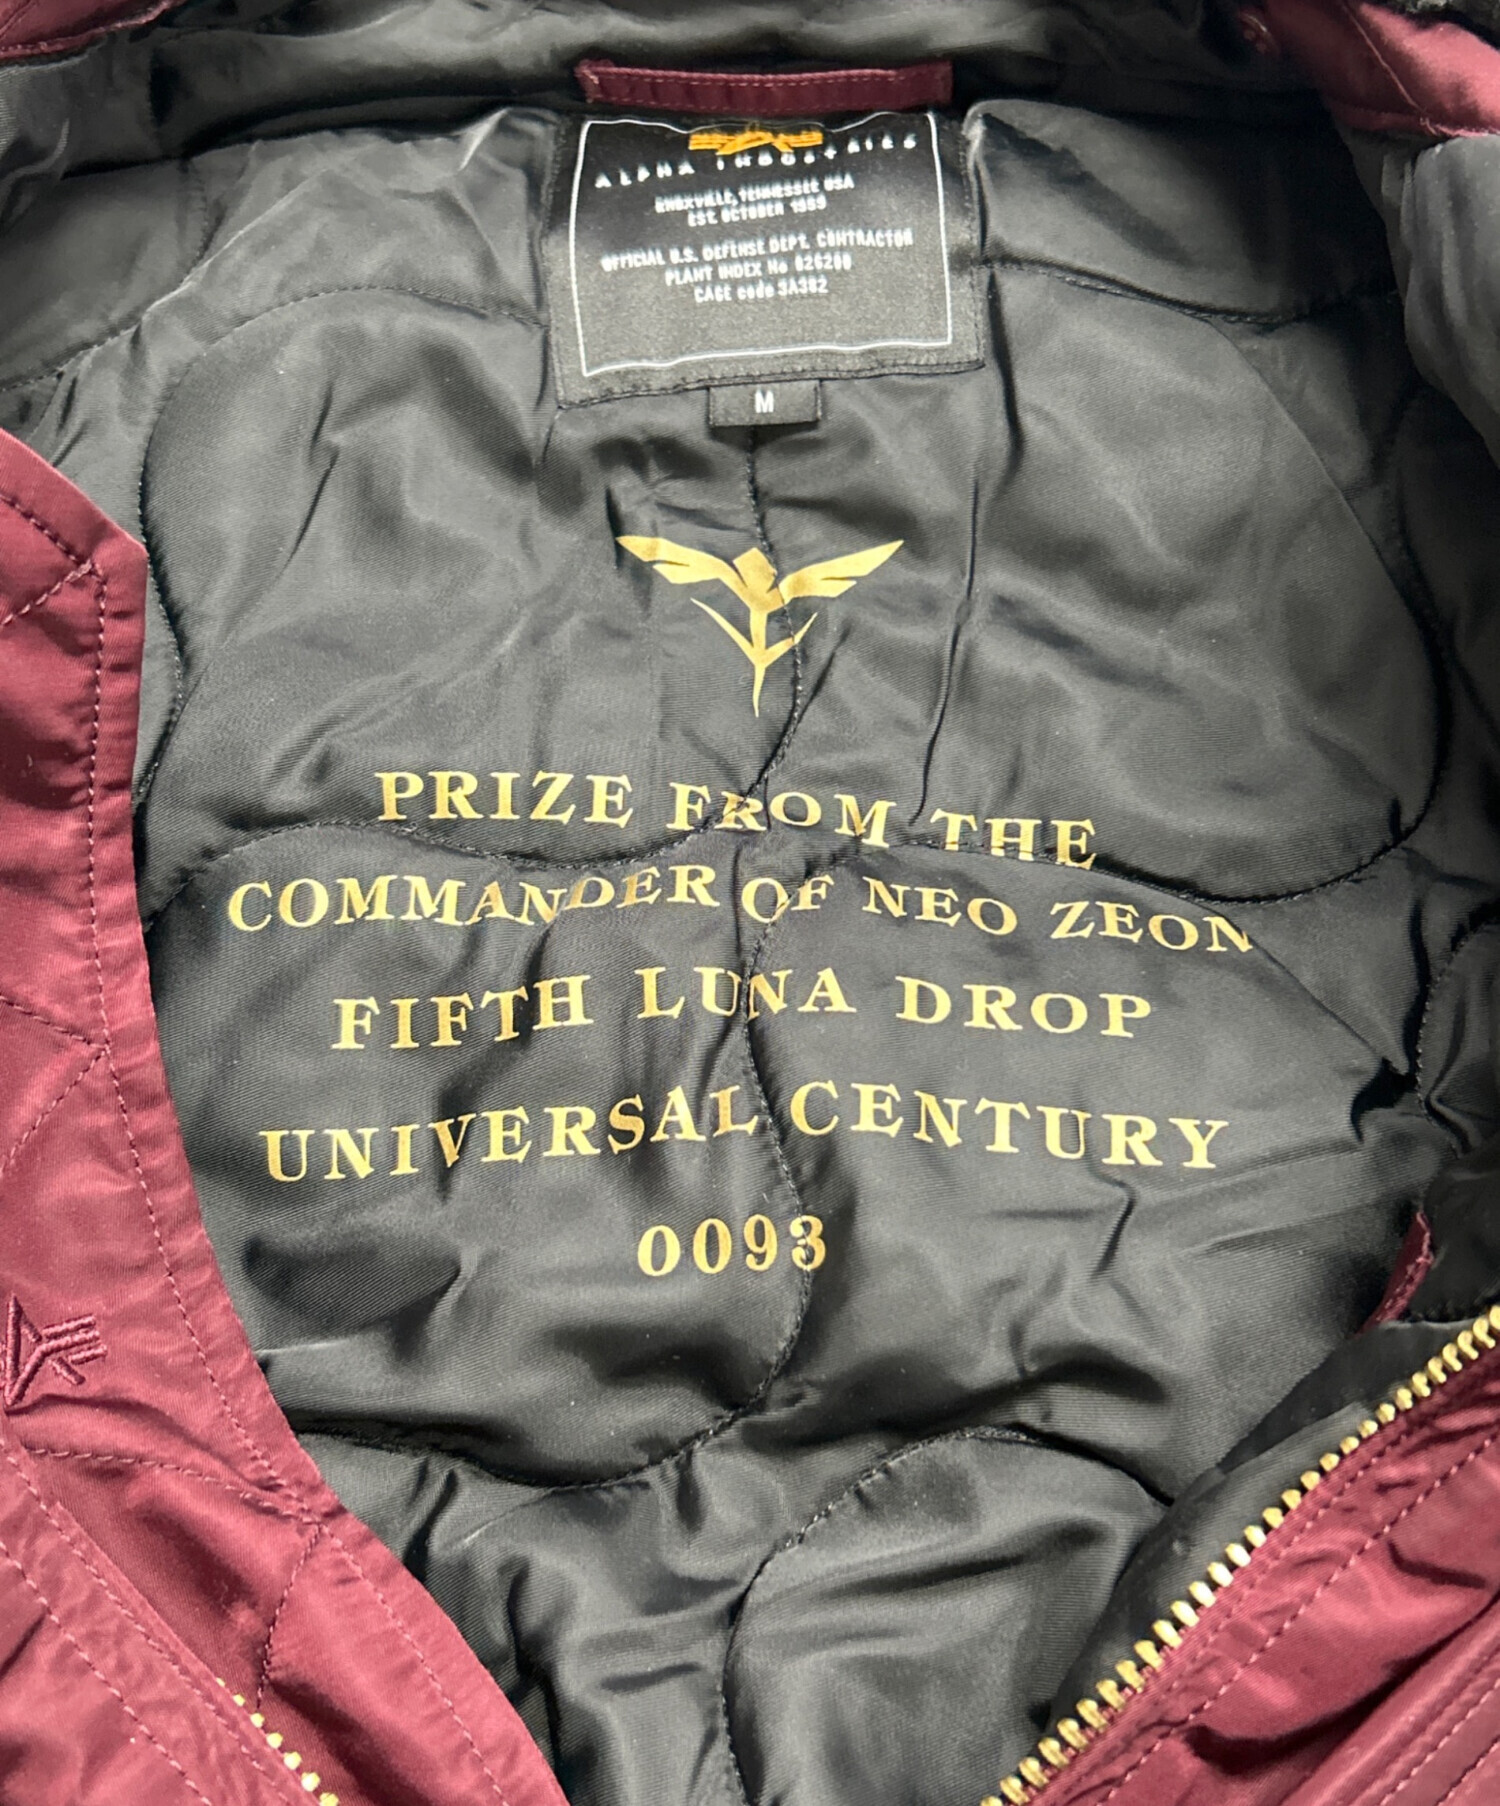 ALPHA INDUSTRIES
KNOXVILLE, TENNESSEE USA
EST. OCTOBER 1959
OFFICIAL U.S. DEFENSE DEPT. CONTRACTOR
PLANT INDEX No 026260
CAGE code 3A382
M
PRIZE FROM THE
COMMANDER OF NEO ZEON
FIFTH LUNA DROP
UNIVERSAL CENTURY
0093